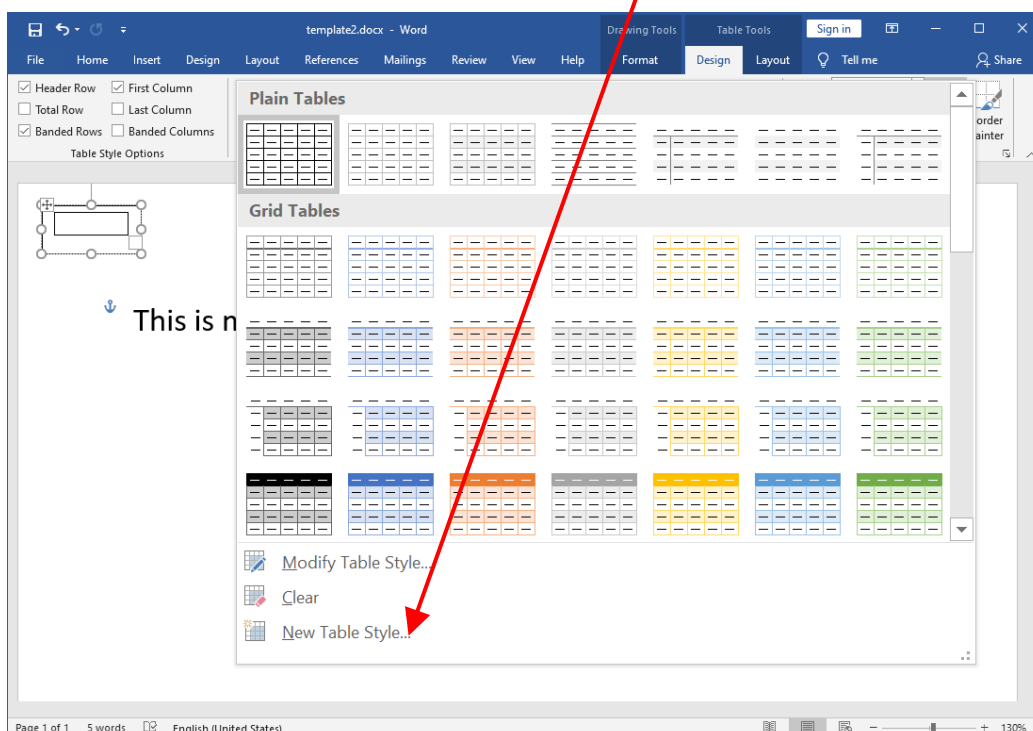 template2.docx - Word
Drawing Tools
Table Tools
Sign in
File Home Insert Design Layout References Mailings Review View Help Format Design Layout Tell me Share
Header Row First Column
Total Row Last Column
Banded Rows Banded Columns
Table Style Options
Plain Tables
Grid Tables
This is
Modify Table Style...
Clear
New Table Style...
Page 1 of 1 5 words English (United States) 130%